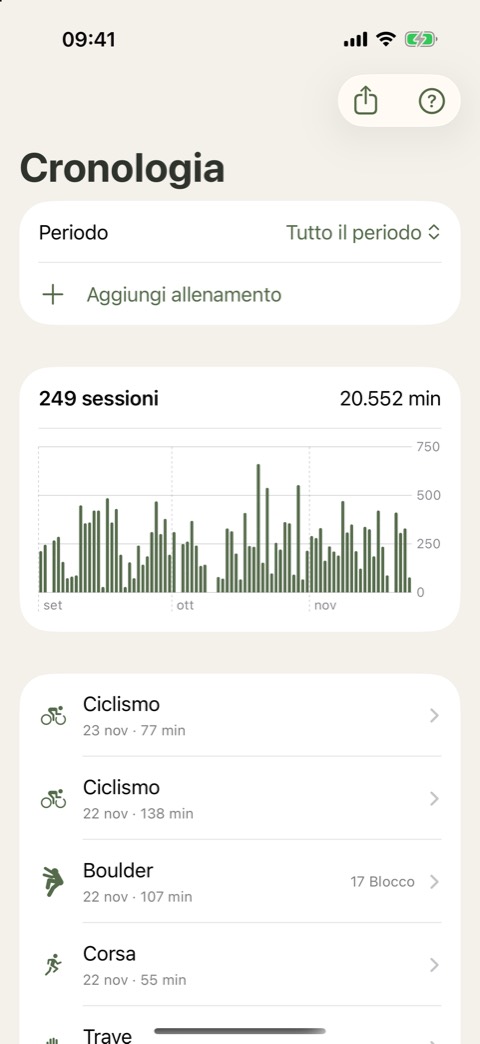 09:41
Cronologia
Periodo
Tutto il periodo
Aggiungi allenamento
249 sessioni
20.552 min
750
500
250
0
set
ott
nov
Ciclismo
23 nov · 77 min
Ciclismo
22 nov · 138 min
Boulder
22 nov · 107 min
17 Blocco
Corsa
22 nov · 55 min
Trave